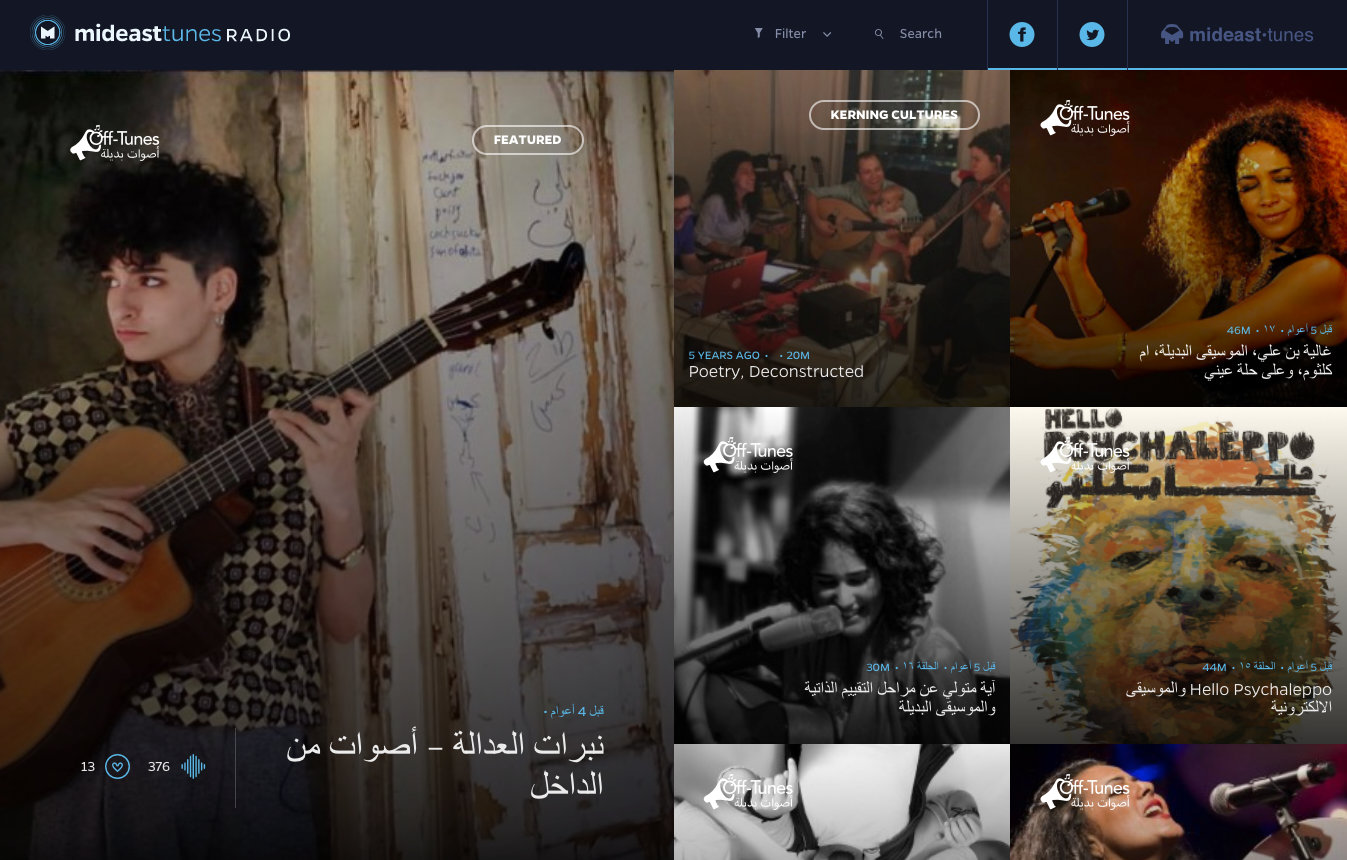 mideasttunes RADIO
Filter
Search
mideast·tunes
Off-Tunes
أصوات بديلة
FEATURED
قبل 4 أعوام •
نبرات العدالة – أصوات من
الداخل
13
376
KERNING CULTURES
5 YEARS AGO • • 20M
Poetry, Deconstructed
Off-Tunes
أصوات بديلة
قبل 5 أعوام • ١٧ • 46M
غالية بن علي، الموسيقى البديلة، ام
كلثوم، وعلى حلة عيني
Off-Tunes
أصوات بديلة
قبل 5 أعوام • الحلقة ١٦ • 30M
آية متولي عن مراحل التقييم الذاتية
والموسيقى البديلة
HELLO
PSYCHALEPPO
Off-Tunes
أصوات بديلة
قبل 5 أعوام • الحلقة ١٥ • 44M
Hello Psychaleppo والموسيقى
الالكترونية
Off-Tunes
أصوات بديلة
Off-Tunes
أصوات بديلة